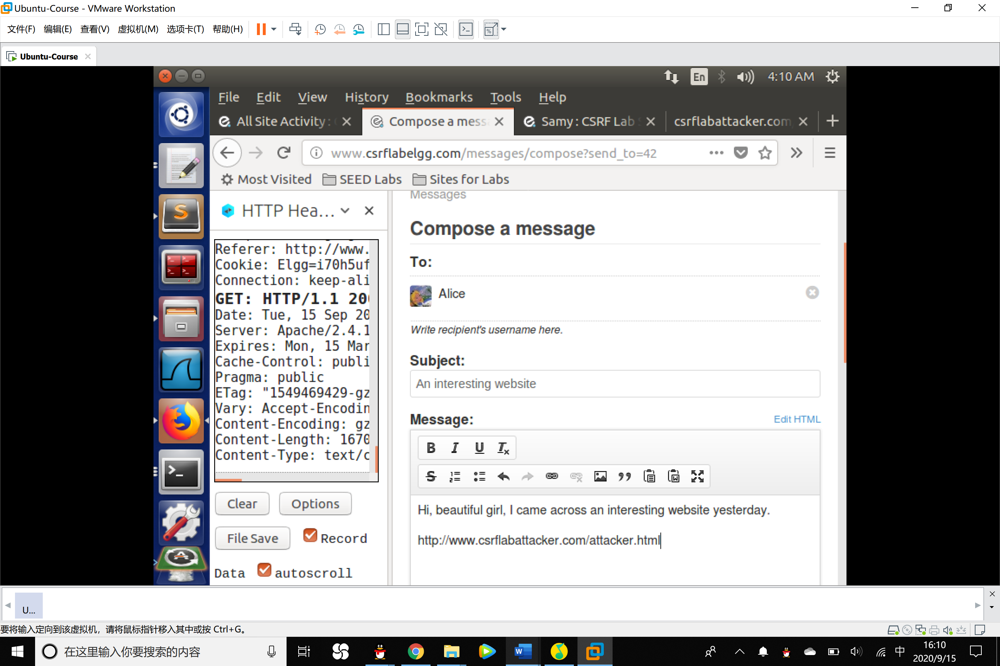 Ubuntu-Course - VMware Workstation
文件(F) 编辑(E) 查看(V) 虚拟机(M) 选项卡(T) 帮助(H)
Ubuntu-Course
En 4:10 AM
File Edit View History Bookmarks Tools Help
All Site Activity : Compose a mess Samy : CSRF Lab csrflabattacker.com
www.csrflabelgg.com/messages/compose?send_to=42
Most Visited SEED Labs Sites for Labs
HTTP Hea...
Referer: http://www.
Cookie: Elgg=i70h5uf
Connection: keep-ali
GET: HTTP/1.1 20
Date: Tue, 15 Sep 20
Server: Apache/2.4.1
Expires: Mon, 15 Mar
Cache-Control: publi
Pragma: public
ETag: "1549469429-gz
Vary: Accept-Encodin
Content-Encoding: gz
Content-Length: 1670
Content-Type: text/c
Clear Options
File Save Record
Data autoscroll
Messages
Compose a message
To:
Alice
Write recipient's username here.
Subject:
An interesting website
Message: Edit HTML
Hi, beautiful girl, I came across an interesting website yesterday.
http://www.csrflabattacker.com/attacker.html
U...
要将输入定向到该虚拟机，请将鼠标指针移入其中或按 Ctrl+G。
在这里输入你要搜索的内容
中
16:10
2020/9/15